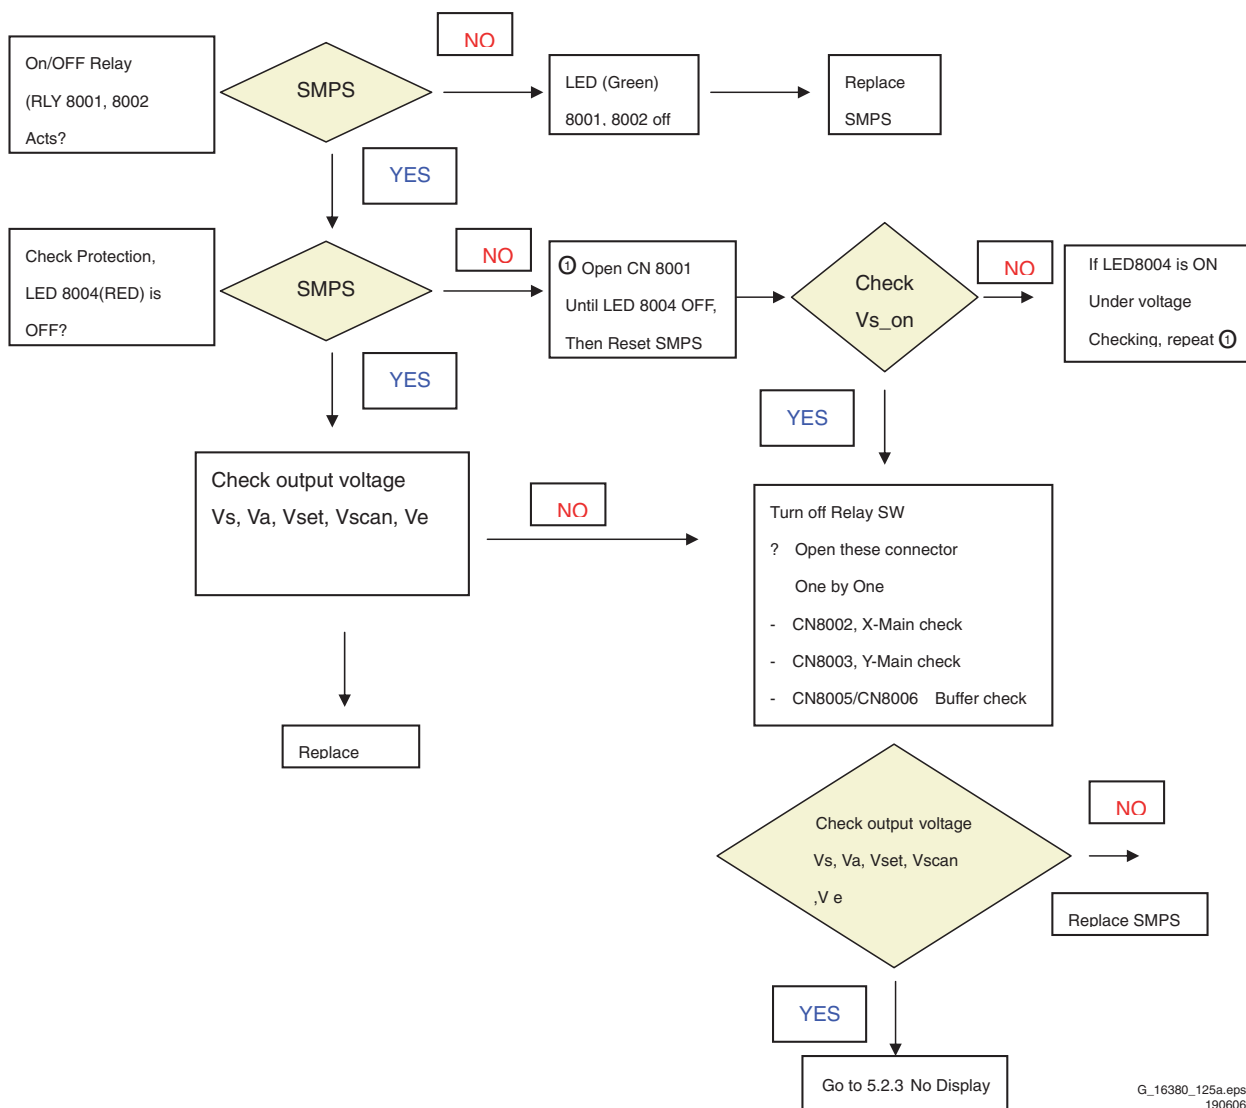 On/OFF Relay
(RLY 8001, 8002
Acts?
SMPS
NO
LED (Green)
8001, 8002 off
Replace
SMPS
YES
Check Protection,
LED 8004(RED) is
OFF?
SMPS
NO
① Open CN 8001
Until LED 8004 OFF,
Then Reset SMPS
Check
Vs_on
NO
If LED8004 is ON
Under voltage
Checking, repeat ①
YES
YES
Check output voltage
Vs, Va, Vset, Vscan, Ve
NO
Turn off Relay SW
? Open these connector
One by One
- CN8002, X-Main check
- CN8003, Y-Main check
- CN8005/CN8006 Buffer check
Replace
Check output voltage
Vs, Va, Vset, Vscan
,V e
NO
Replace SMPS
YES
Go to 5.2.3 No Display
G_16380_125a.eps
190606